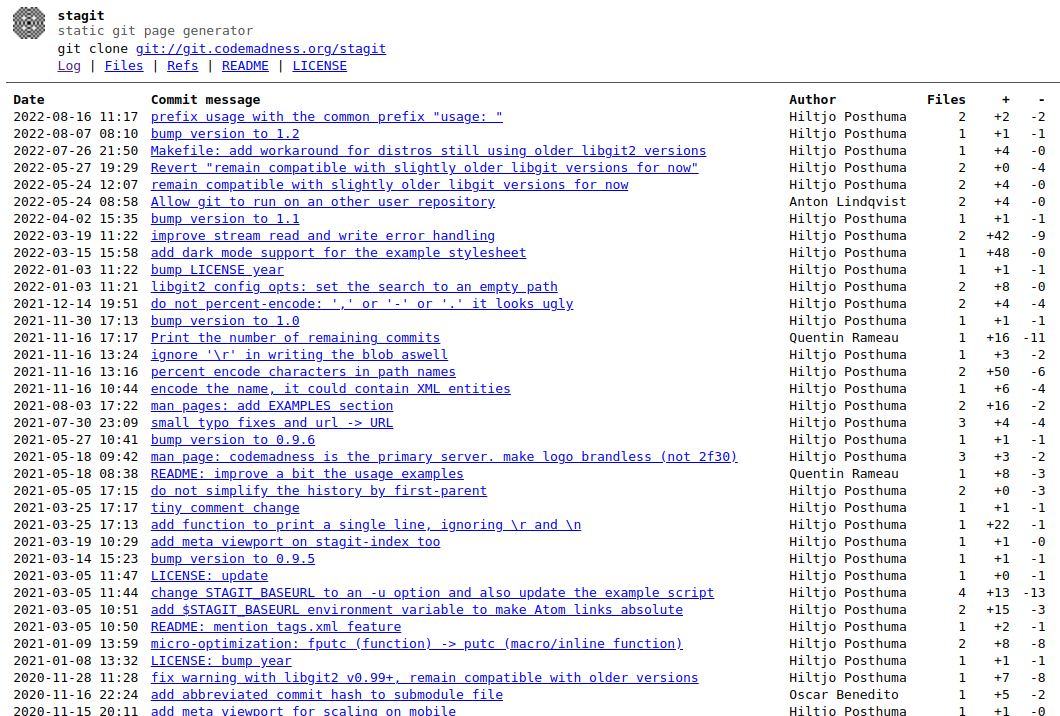 stagit
static git page generator
git clone git://git.codemadness.org/stagit
Log | Files | Refs | README | LICENSE
Date Commit message Author Files + -
2022-08-16 11:17 prefix usage with the common prefix "usage: " Hiltjo Posthuma 2 +2 -2
2022-08-07 08:10 bump version to 1.2 Hiltjo Posthuma 1 +1 -1
2022-07-26 21:50 Makefile: add workaround for distros still using older libgit2 versions Hiltjo Posthuma 1 +4 -0
2022-05-27 19:29 Revert "remain compatible with slightly older libgit versions for now" Hiltjo Posthuma 2 +0 -4
2022-05-24 12:07 remain compatible with slightly older libgit versions for now Hiltjo Posthuma 2 +4 -0
2022-05-24 08:58 Allow git to run on an other user repository Anton Lindqvist 2 +4 -0
2022-04-02 15:35 bump version to 1.1 Hiltjo Posthuma 1 +1 -1
2022-03-19 11:22 improve stream read and write error handling Hiltjo Posthuma 2 +42 -9
2022-03-15 15:58 add dark mode support for the example stylesheet Hiltjo Posthuma 1 +48 -0
2022-01-03 11:22 bump LICENSE year Hiltjo Posthuma 1 +1 -1
2022-01-03 11:21 libgit2 config opts: set the search to an empty path Hiltjo Posthuma 2 +8 -0
2021-12-14 19:51 do not percent-encode: ',' or '-' or '.' it looks ugly Hiltjo Posthuma 2 +4 -4
2021-11-30 17:13 bump version to 1.0 Hiltjo Posthuma 1 +1 -1
2021-11-16 17:17 Print the number of remaining commits Quentin Rameau 1 +16 -11
2021-11-16 13:24 ignore '\r' in writing the blob aswell Hiltjo Posthuma 1 +3 -2
2021-11-16 13:16 percent encode characters in path names Hiltjo Posthuma 2 +50 -6
2021-11-16 10:44 encode the name, it could contain XML entities Hiltjo Posthuma 1 +6 -4
2021-08-03 17:22 man pages: add EXAMPLES section Hiltjo Posthuma 2 +16 -2
2021-07-30 23:09 small typo fixes and url -> URL Hiltjo Posthuma 3 +4 -4
2021-05-27 10:41 bump version to 0.9.6 Hiltjo Posthuma 1 +1 -1
2021-05-18 09:42 man page: codemadness is the primary server. make logo brandless (not 2f30) Hiltjo Posthuma 3 +3 -2
2021-05-18 08:38 README: improve a bit the usage examples Quentin Rameau 1 +8 -3
2021-05-05 17:15 do not simplify the history by first-parent Hiltjo Posthuma 2 +0 -3
2021-03-25 17:17 tiny comment change Hiltjo Posthuma 1 +1 -1
2021-03-25 17:13 add function to print a single line, ignoring \r and \n Hiltjo Posthuma 1 +22 -1
2021-03-19 10:29 add meta viewport on stagit-index too Hiltjo Posthuma 1 +1 -0
2021-03-14 15:23 bump version to 0.9.5 Hiltjo Posthuma 1 +1 -1
2021-03-05 11:47 LICENSE: update Hiltjo Posthuma 1 +0 -1
2021-03-05 11:44 change STAGIT_BASEURL to an -u option and also update the example script Hiltjo Posthuma 4 +13 -13
2021-03-05 10:51 add $STAGIT_BASEURL environment variable to make Atom links absolute Hiltjo Posthuma 2 +15 -3
2021-03-05 10:50 README: mention tags.xml feature Hiltjo Posthuma 1 +2 -1
2021-01-09 13:59 micro-optimization: fputc (function) -> putc (macro/inline function) Hiltjo Posthuma 2 +8 -8
2021-01-08 13:32 LICENSE: bump year Hiltjo Posthuma 1 +1 -1
2020-11-28 11:28 fix warning with libgit2 v0.99+, remain compatible with older versions Hiltjo Posthuma 1 +7 -8
2020-11-16 22:24 add abbreviated commit hash to submodule file Oscar Benedito 1 +5 -2
2020-11-15 20:11 add meta viewport for scaling on mobile Hiltjo Posthuma 1 +1 -0